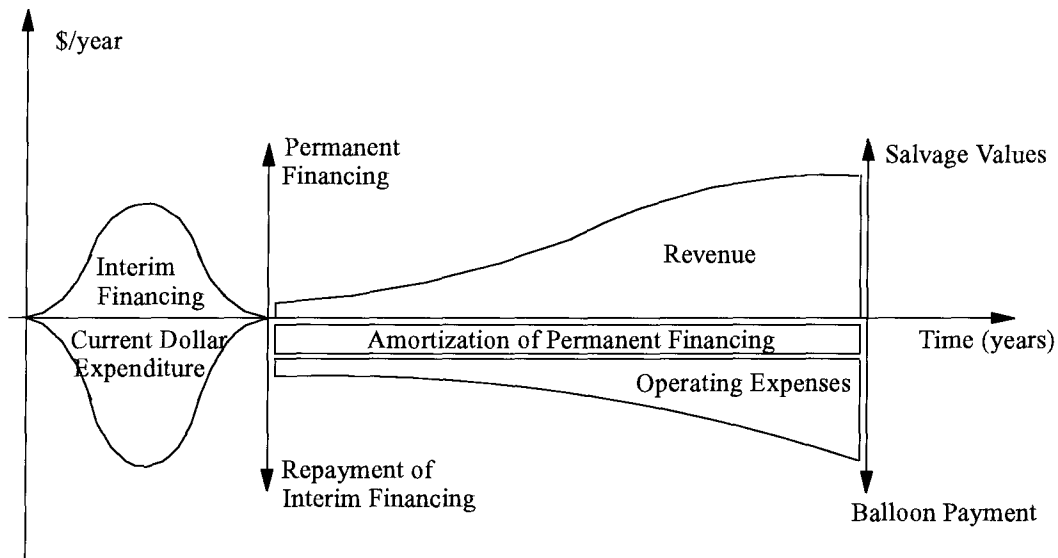 $/year
Permanent
Financing
Salvage Values
Interim
Financing
Revenue
Current Dollar
Expenditure
Amortization of Permanent Financing
Time (years)
Operating Expenses
Repayment of
Interim Financing
Balloon Payment